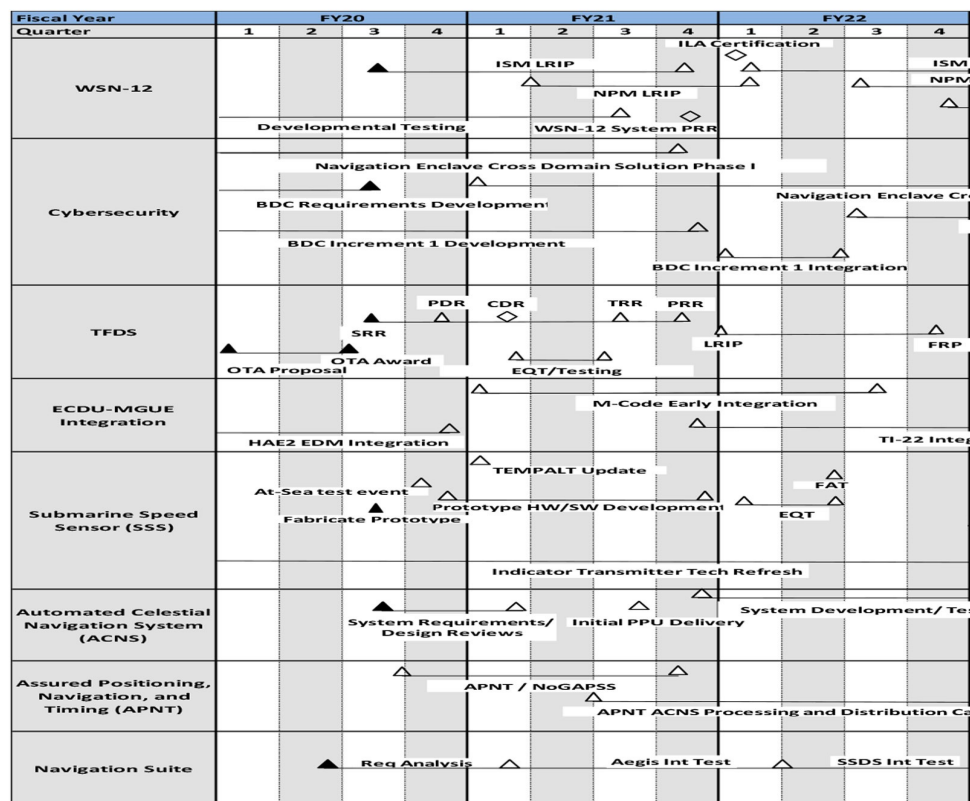 Fiscal Year FY20 FY21 FY22
Quarter 1 2 3 4 1 2 3 4 1 2 3 4
WSN-12
ILA Certification
ISM LRIP
ISM
NPM LRIP
NPM
Developmental Testing
WSN-12 System PRR
Cybersecurity
Navigation Enclave Cross Domain Solution Phase I
BDC Requirements Development
Navigation Enclave Cro
BDC Increment 1 Development
BDC Increment 1 Integration
TFDS
PDR CDR TRR PRR
SRR
LRIP FRP
OTA Award
OTA Proposal
EQT/Testing
ECDU-MGUE
Integration
M-Code Early Integration
HAE2 EDM Integration
TI-22 Integ
Submarine Speed
Sensor (SSS)
TEMPALT Update
FAT
At-Sea test event
Prototype HW/SW Development
EQT
Fabricate Prototype
Indicator Transmitter Tech Refresh
Automated Celestial
Navigation System
(ACNS)
System Requirements/
Design Reviews
Initial PPU Delivery
System Development/ Tes
Assured Positioning,
Navigation, and
Timing (APNT)
APNT / NoGAPSS
APNT ACNS Processing and Distribution Ca
Navigation Suite
Req Analysis
Aegis Int Test
SSDS Int Test